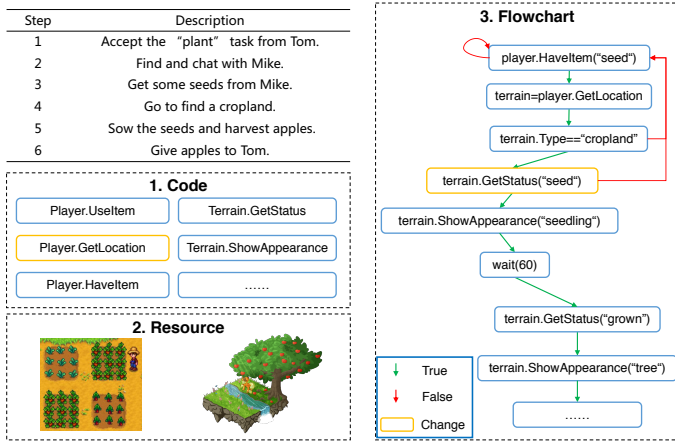 Step Description
1 Accept the “plant” task from Tom.
2 Find and chat with Mike.
3 Get some seeds from Mike.
4 Go to find a cropland.
5 Sow the seeds and harvest apples.
6 Give apples to Tom.
1. Code
Player.UseItem Terrain.GetStatus
Player.GetLocation Terrain.ShowAppearance
Player.HaveItem ......
2. Resource
3. Flowchart
player.HaveItem(“seed“)
terrain=player.GetLocation
terrain.Type==“cropland”
terrain.GetStatus(“seed“)
terrain.ShowAppearance(“seedling“)
wait(60)
terrain.GetStatus(“grown”)
terrain.ShowAppearance(“tree“)
......
True
False
Change